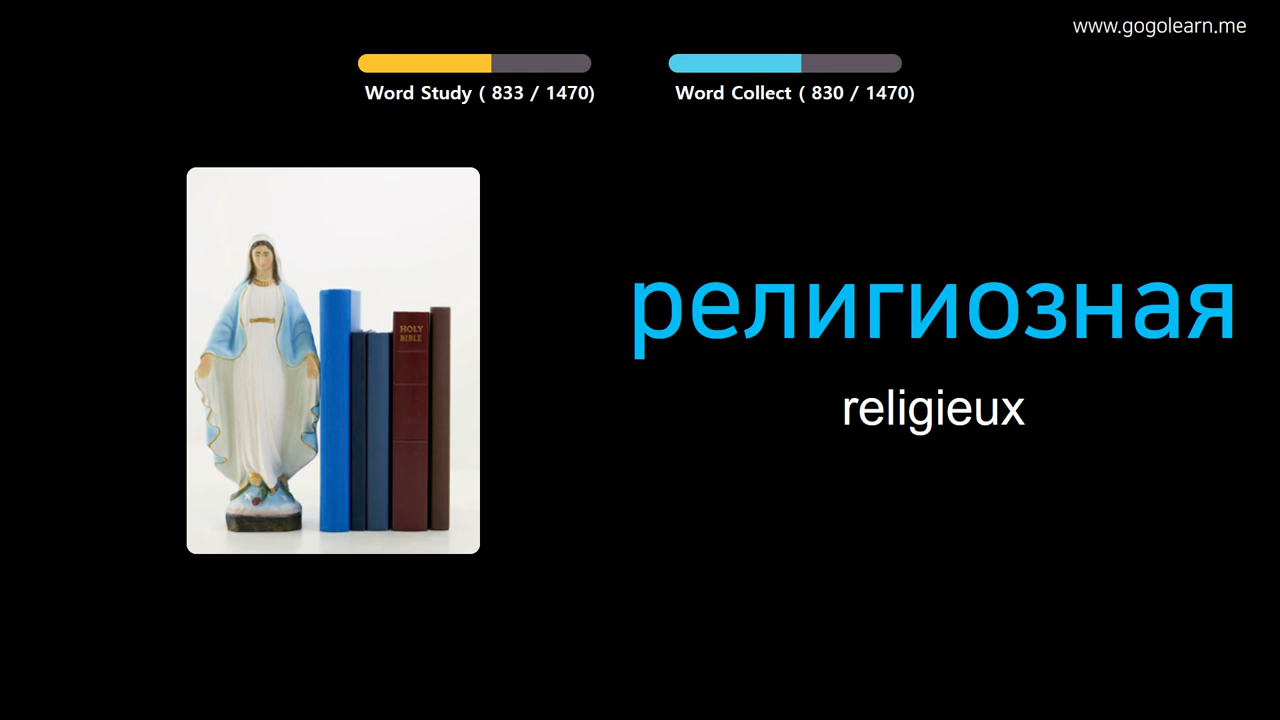 www.gogolearn.me
Word Study ( 833 / 1470)
Word Collect ( 830 / 1470)
HOLY
BIBLE
религиозная
religieux